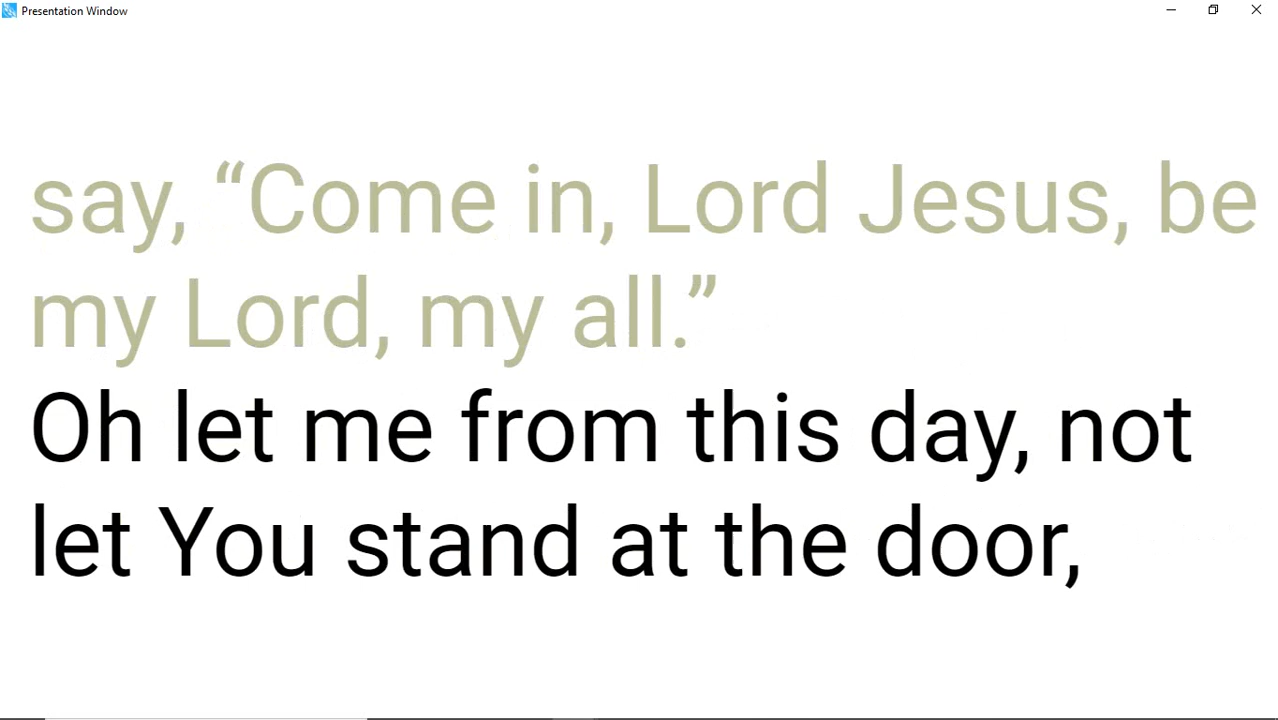 Presentation Window
say, “Come in, Lord Jesus, be
my Lord, my all.”
Oh let me from this day, not
let You stand at the door,